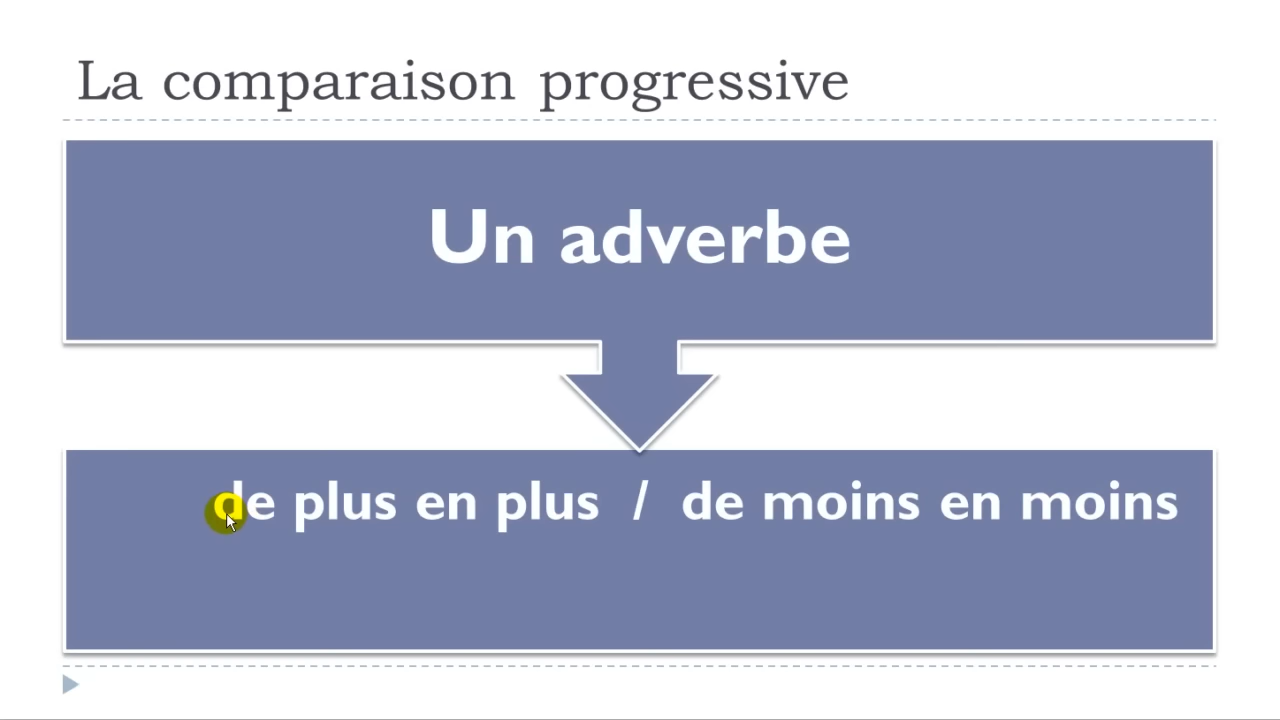 La comparaison progressive
Un adverbe
de plus en plus / de moins en moins